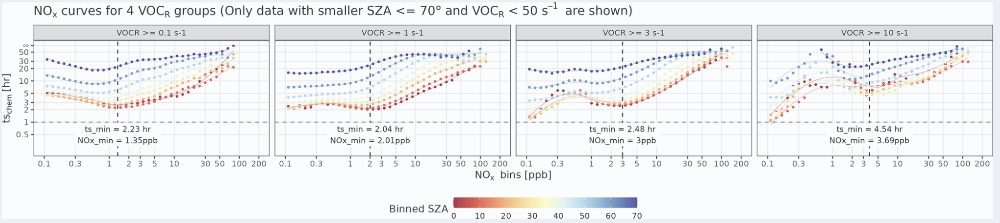 NOx curves for 4 VOCR groups (Only data with smaller SZA <= 70° and VOCR < 50 s⁻¹ are shown)
VOCR >= 0.1 s-1 VOCR >= 1 s-1 VOCR >= 3 s-1 VOCR >= 10 s-1
tschem [hr]
∞
50
30
20
10
5
3
2
1
0.5
ts_min = 2.23 hr ts_min = 2.04 hr ts_min = 2.48 hr ts_min = 4.54 hr
NOx_min = 1.35ppb NOx_min = 2.01ppb NOx_min = 3ppb NOx_min = 3.69ppb
0.1 0.3 1 2 3 5 10 30 50 100 200 0.1 0.3 1 2 3 5 10 30 50 100 200 0.1 0.3 1 2 3 5 10 30 50 100 200 0.1 0.3 1 2 3 5 10 30 50 100 200
NOx bins [ppb]
Binned SZA
0 10 20 30 40 50 60 70